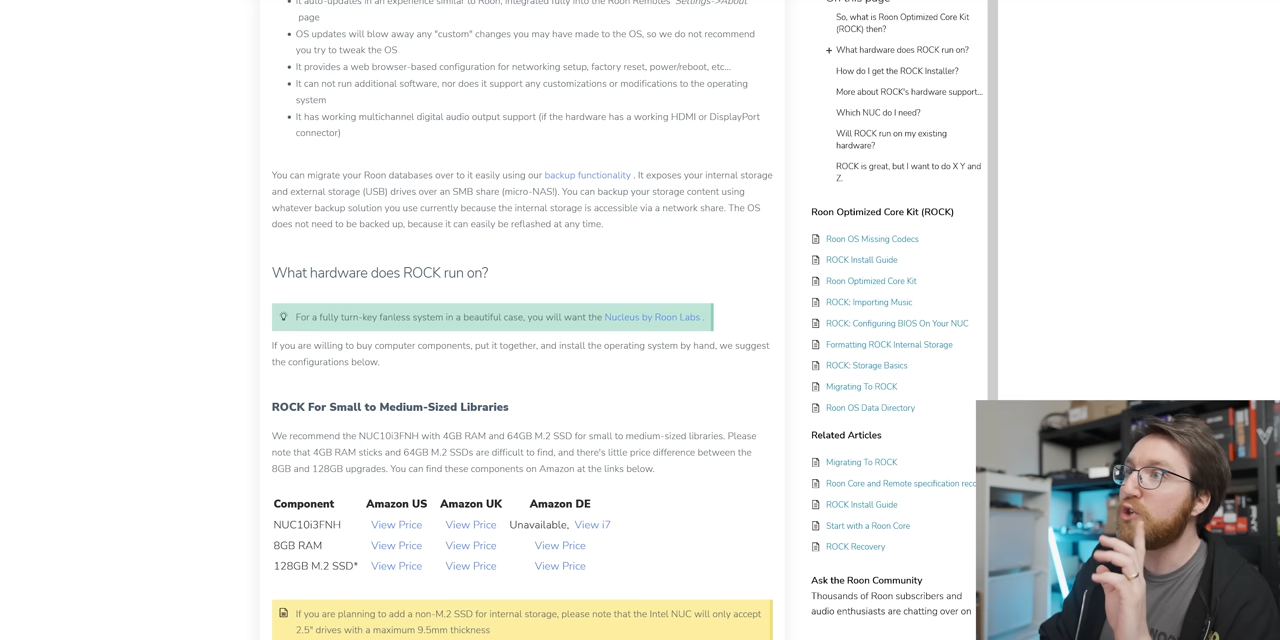 On this page
It auto-updates in an experience similar to Roon, integrated fully into the Roon Remotes' Settings->About
page
OS updates will blow away any "custom" changes you may have made to the OS, so we do not recommend
you try to tweak the OS
It provides a web browser-based configuration for networking setup, factory reset, power/reboot, etc...
It can not run additional software, nor does it support any customizations or modifications to the operating
system
It has working multichannel digital audio output support (if the hardware has a working HDMI or DisplayPort
connector)
You can migrate your Roon databases over to it easily using our backup functionality . It exposes your internal storage
and external storage (USB) drives over an SMB share (micro-NAS!). You can backup your storage content using
whatever backup solution you use currently because the internal storage is accessible via a network share. The OS
does not need to be backed up, because it can easily be reflashed at any time.
What hardware does ROCK run on?
For a fully turn-key fanless system in a beautiful case, you will want the Nucleus by Roon Labs .
If you are willing to buy computer components, put it together, and install the operating system by hand, we suggest
the configurations below.
ROCK For Small to Medium-Sized Libraries
We recommend the NUC10i3FNH with 4GB RAM and 64GB M.2 SSD for small to medium-sized libraries. Please
note that 4GB RAM sticks and 64GB M.2 SSDs are difficult to find, and there's little price difference between the
8GB and 128GB upgrades. You can find these components on Amazon at the links below.
Component Amazon US Amazon UK Amazon DE
NUC10i3FNH View Price View Price Unavailable, View i7
8GB RAM View Price View Price View Price
128GB M.2 SSD* View Price View Price View Price
If you are planning to add a non-M.2 SSD for internal storage, please note that the Intel NUC will only accept
2.5" drives with a maximum 9.5mm thickness
So, what is Roon Optimized Core Kit
(ROCK) then?
+ What hardware does ROCK run on?
How do I get the ROCK Installer?
More about ROCK's hardware support...
Which NUC do I need?
Will ROCK run on my existing
hardware?
ROCK is great, but I want to do X Y and
Z.
Roon Optimized Core Kit (ROCK)
Roon OS Missing Codecs
ROCK Install Guide
Roon Optimized Core Kit
ROCK: Importing Music
ROCK: Configuring BIOS On Your NUC
Formatting ROCK Internal Storage
ROCK: Storage Basics
Migrating To ROCK
Roon OS Data Directory
Related Articles
Migrating To ROCK
Roon Core and Remote specification reco
ROCK Install Guide
Start with a Roon Core
ROCK Recovery
Ask the Roon Community
Thousands of Roon subscribers and
audio enthusiasts are chatting over on